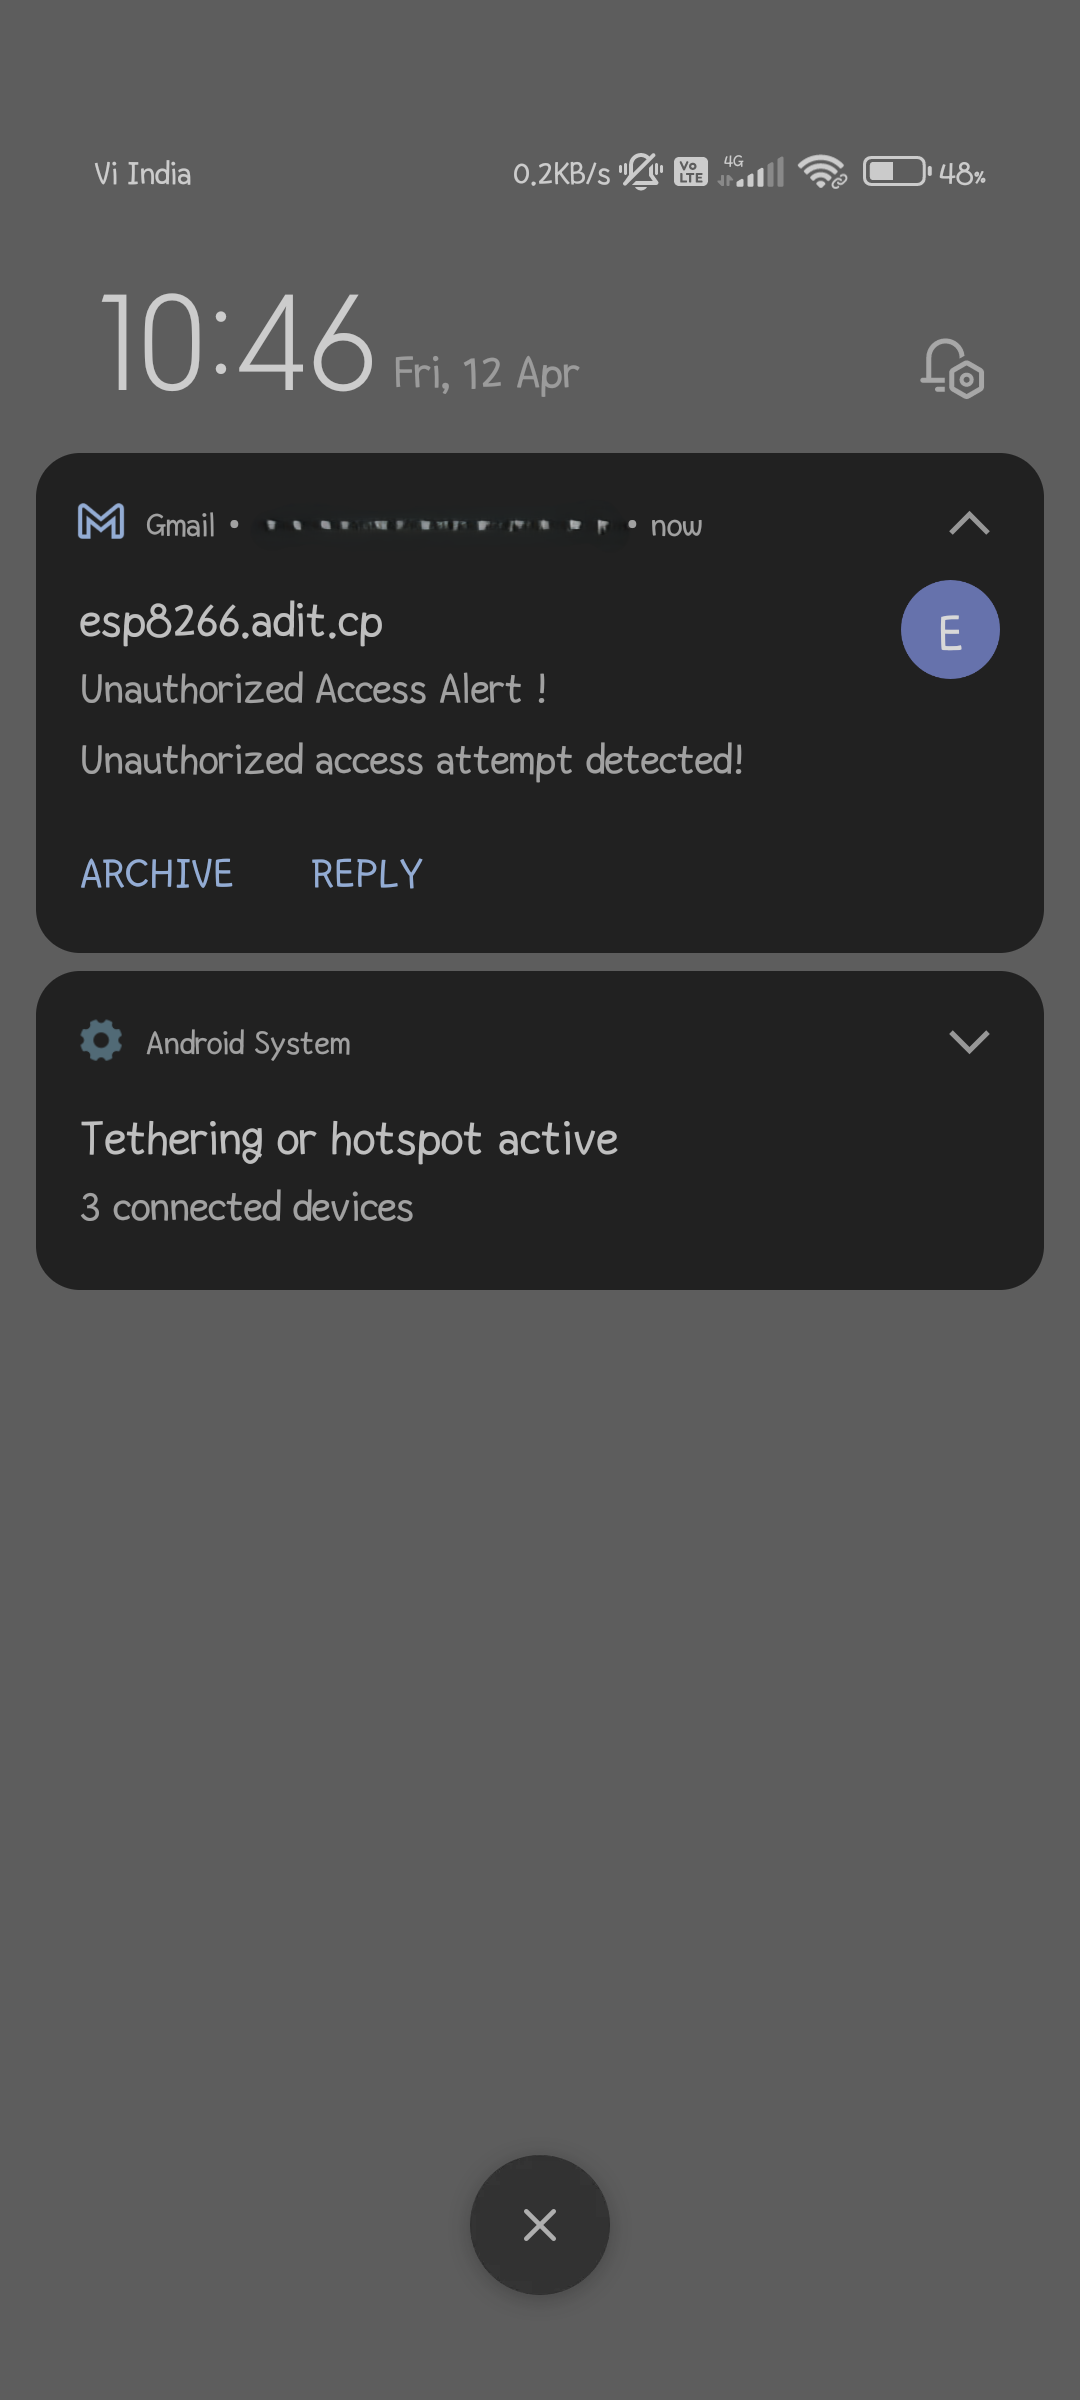 Vi India 0.2KB/s Vo LTE 4G 48%
10:46 Fri, 12 Apr
Gmail • • now
esp8266.adit.cp
E
Unauthorized Access Alert !
Unauthorized access attempt detected!
ARCHIVE REPLY
Android System
Tethering or hotspot active
3 connected devices